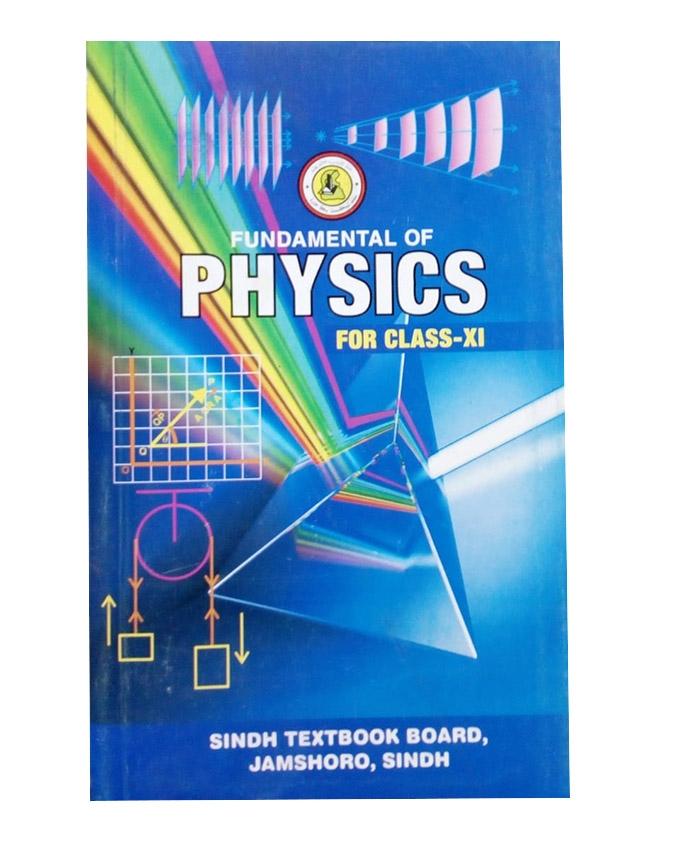 FUNDAMENTAL OF
PHYSICS
FOR CLASS-XI
Y
P
O
O
SINDH TEXTBOOK BOARD,
JAMSHORO, SINDH